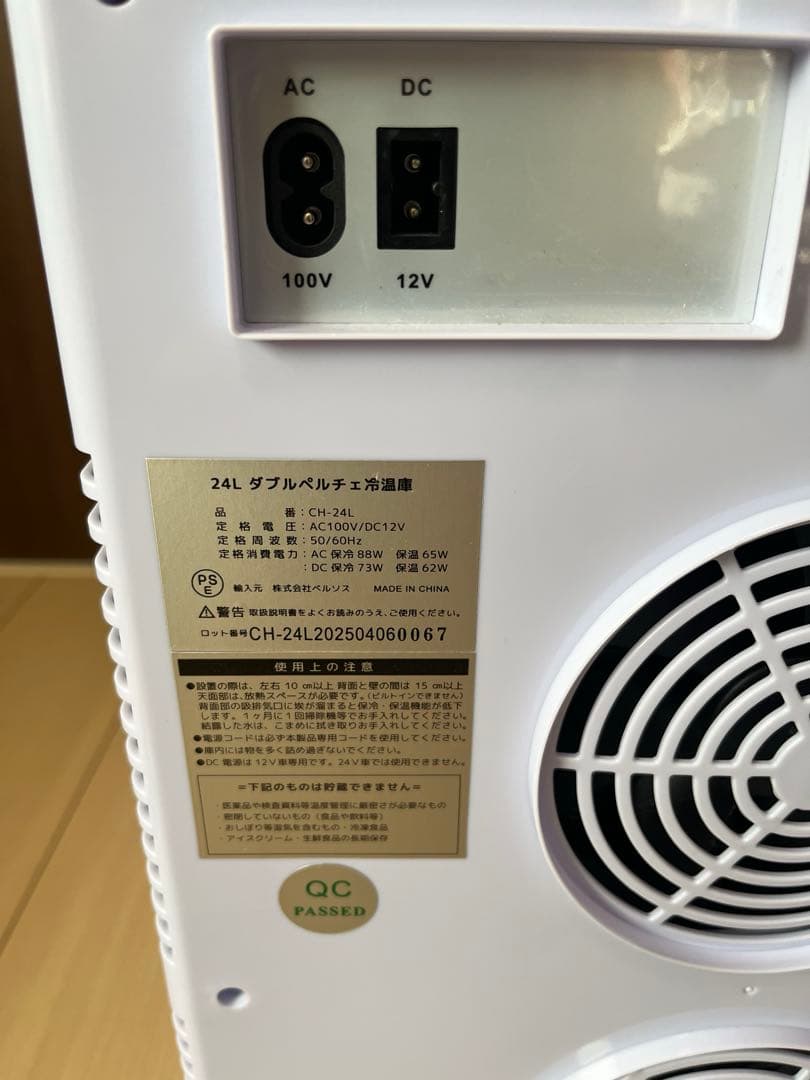 AC DC
100V 12V
24L ダブルペルチェ冷温庫
品番：CH-24L
定格電圧：AC100V/DC12V
定格周波数：50/60Hz
定格消費電力：AC 保冷 88W 保温 65W
：DC 保冷 73W 保温 62W
PS E 輸入元 株式会社ベルソス MADE IN CHINA
警告 取扱説明書をよくお読みのうえ、ご使用ください。
ロット番号 CH-24L202504060067
使用上の注意
●設置の際は、左右 10 ㎝以上 背面と壁の間は 15 ㎝以上
天面部は、放熱スペースが必要です。（ビルトインできません）
背面部の吸排気口に埃が溜まると保冷・保温機能が低下
します。1ヶ月に1回掃除機等でお手入れしてください。
結露した水は、こまめに拭き取りお手入れしてください。
●電源コードは必ず本製品専用コードを使用してください。
●庫内には物を多く詰め過ぎないでください。
●DC 電源は 12V 車専用です。24V 車では使用できません。
＝下記のものは貯蔵できません＝
・医薬品や検査資料等温度管理に厳密さが必要なもの
・密閉していないもの（食品や飲料等）
・おしぼり等湿気を含むもの・冷凍食品
・アイスクリーム・生鮮食品の長期保存
QC
PASSED